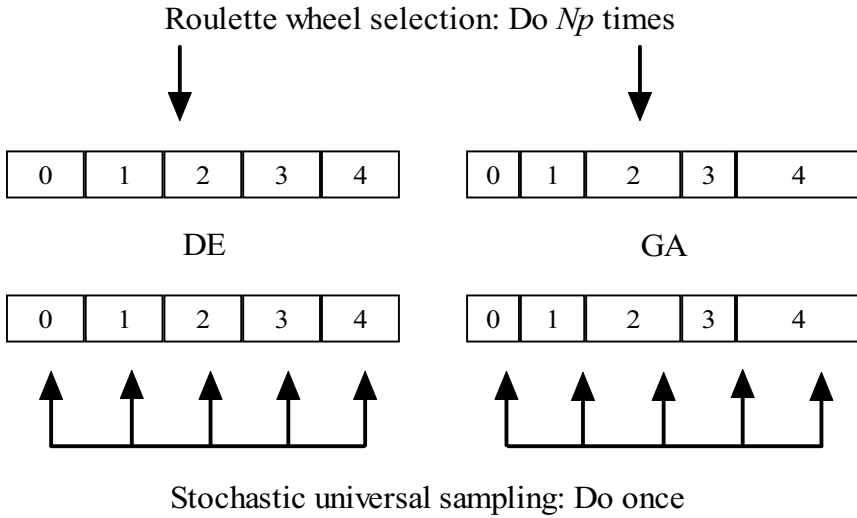 Roulette wheel selection: Do Np times
0 1 2 3 4 0 1 2 3 4
DE GA
0 1 2 3 4 0 1 2 3 4
Stochastic universal sampling: Do once